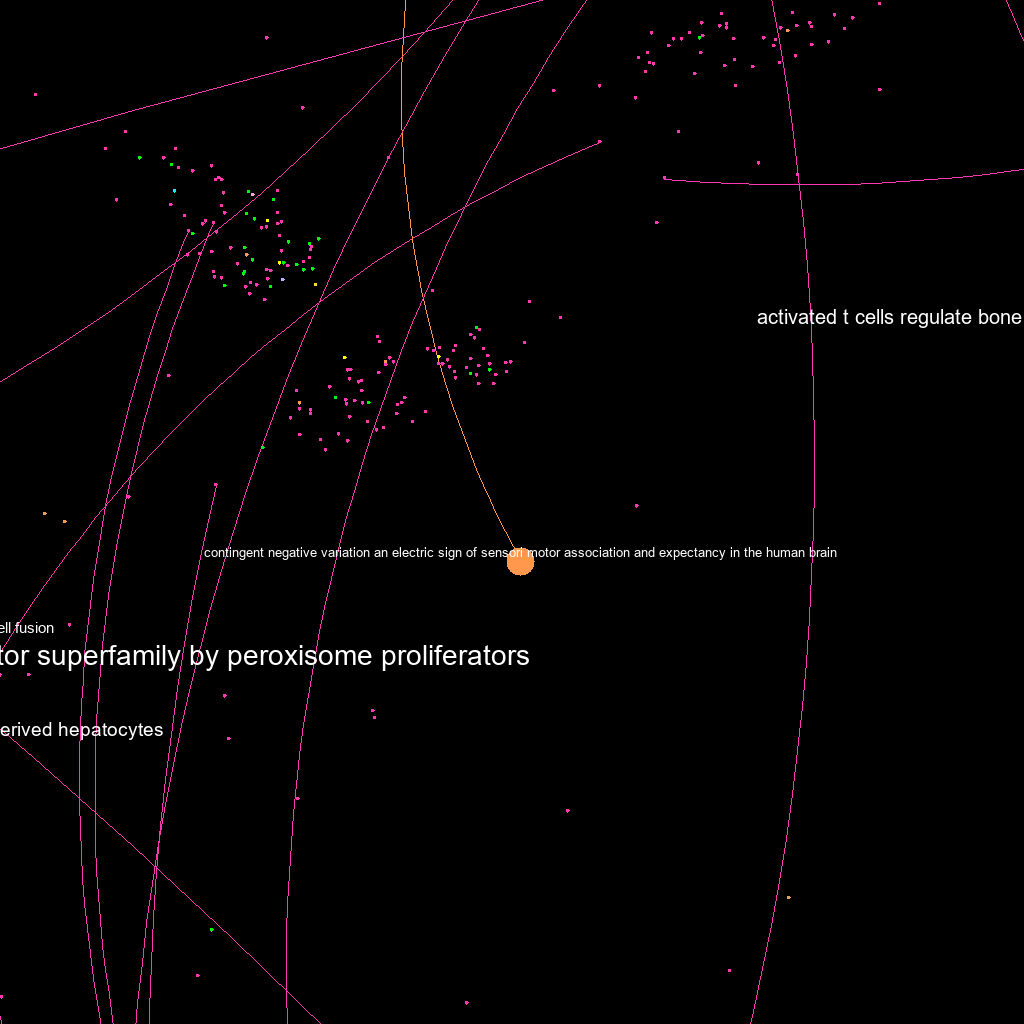 activated t cells regulate bone
contingent negative variation an electric sign of sensori motor association and expectancy in the human brain
ell fusion
tor superfamily by peroxisome proliferators
erived hepatocytes